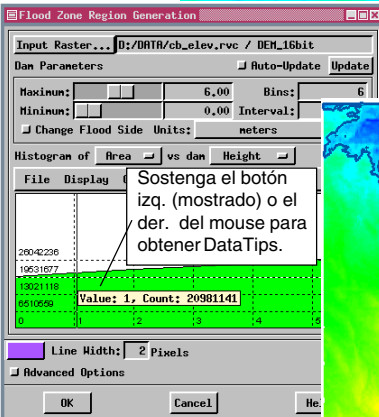 Flood Zone Region Generation
Input Raster... D:/DATA/cb_elev.rvc / DEM_16bit
Dam Parameters Auto-Update Update
Maximum: 6.00 Bins: 6
Minimum: 0.00 Interval:
Change Flood Side Units: meters
Histogram of Area vs dam Height
File Display
Sostenga el botón
izq. (mostrado) o el
der. del mouse para
obtener DataTips.
26042236
19531677
13021118
6510559
Value: 1, Count: 20981141
0 1 2 3 4 5
Line Width: 2 Pixels
Advanced Options
OK Cancel He